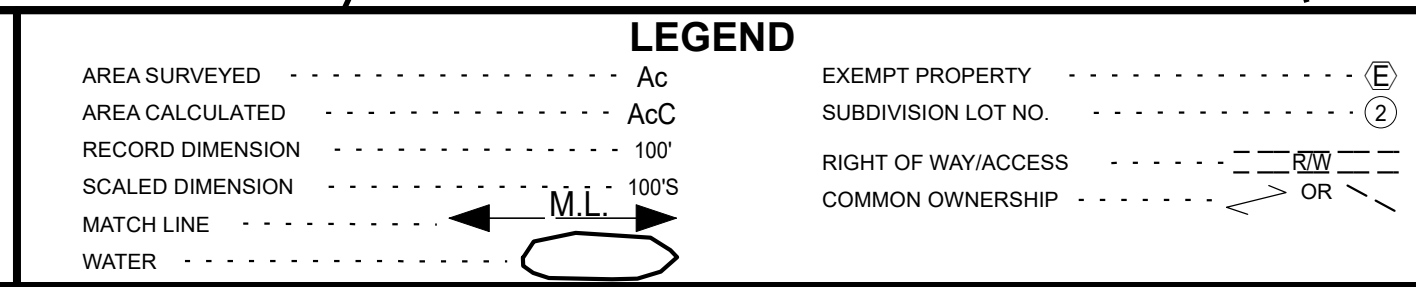 LEGEND
AREA SURVEYED - - - - - - - - - - - - - - - - - Ac
AREA CALCULATED - - - - - - - - - - - - - - AcC
RECORD DIMENSION - - - - - - - - - - - - - - 100'
SCALED DIMENSION - - - - - - - - - - - - - - 100'S
MATCH LINE - - - - - - - - - - M.L.
WATER - - - - - - - - - - - - - - - -
EXEMPT PROPERTY - - - - - - - - - - - - - - E
SUBDIVISION LOT NO. - - - - - - - - - - - - - 2
RIGHT OF WAY/ACCESS - - - - - - R/W
COMMON OWNERSHIP - - - - - - - OR